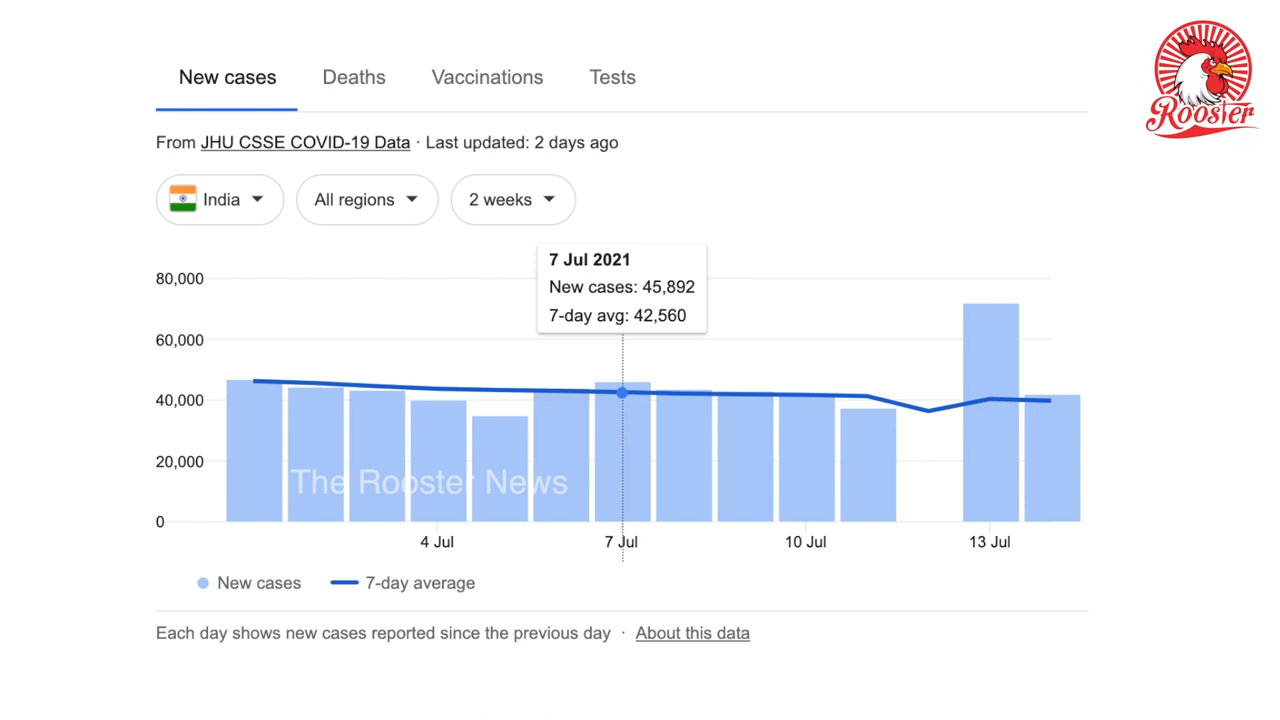 Rooster
New cases Deaths Vaccinations Tests
From JHU CSSE COVID-19 Data · Last updated: 2 days ago
India All regions 2 weeks
7 Jul 2021
New cases: 45,892
7-day avg: 42,560
80,000
60,000
40,000
20,000
0
The Rooster News
4 Jul 7 Jul 10 Jul 13 Jul
New cases 7-day average
Each day shows new cases reported since the previous day · About this data